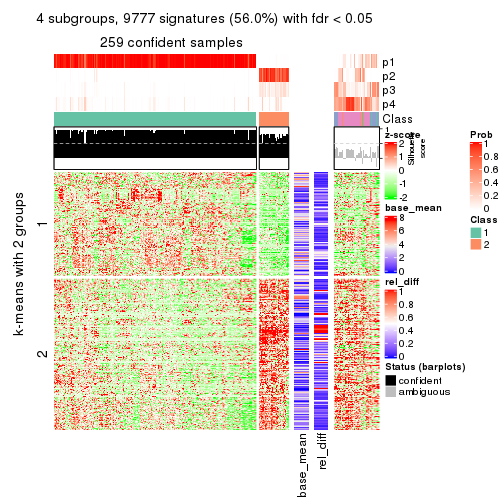 4 subgroups, 9777 signatures (56.0%) with fdr < 0.05
259 confident samples
p1
p2
p3
p4
Class
1
Silhouette
score
k-means with 2 groups
1
2
base_mean
rel_diff
z-score
2
1
0
-1
-2
base_mean
8
6
4
2
0
rel_diff
1
0.8
0.6
0.4
0.2
0
Status (barplots)
confident
ambiguous
Prob
1
0.8
0.6
0.4
0.2
0
Class
1
2